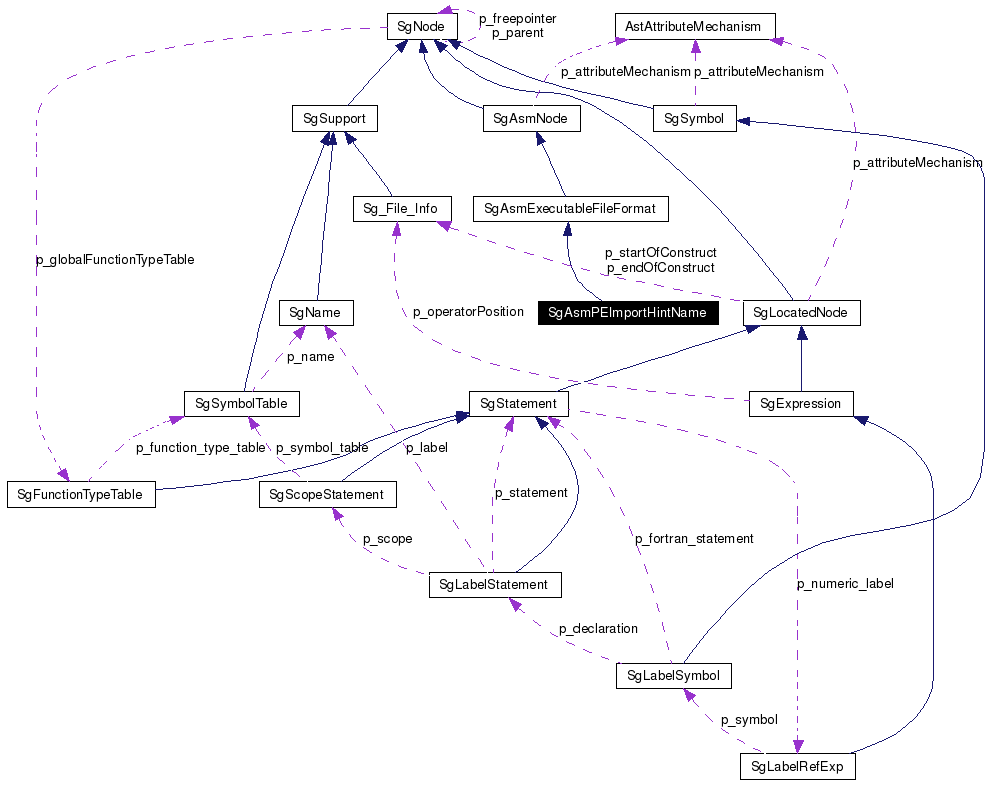 SgNode
p_freepointer
p_parent
AstAttributeMechanism
p_attributeMechanism
p_attributeMechanism
SgSupport
SgAsmNode
SgSymbol
p_attributeMechanism
Sg_File_Info
SgAsmExecutableFileFormat
p_globalFunctionTypeTable
p_startOfConstruct
p_endOfConstruct
SgName
p_operatorPosition
SgAsmPEImportHintName
SgLocatedNode
p_name
SgSymbolTable
SgStatement
SgExpression
p_function_type_table
p_symbol_table
p_label
SgFunctionTypeTable
SgScopeStatement
p_statement
p_scope
p_fortran_statement
SgLabelStatement
p_numeric_label
p_declaration
SgLabelSymbol
p_symbol
SgLabelRefExp